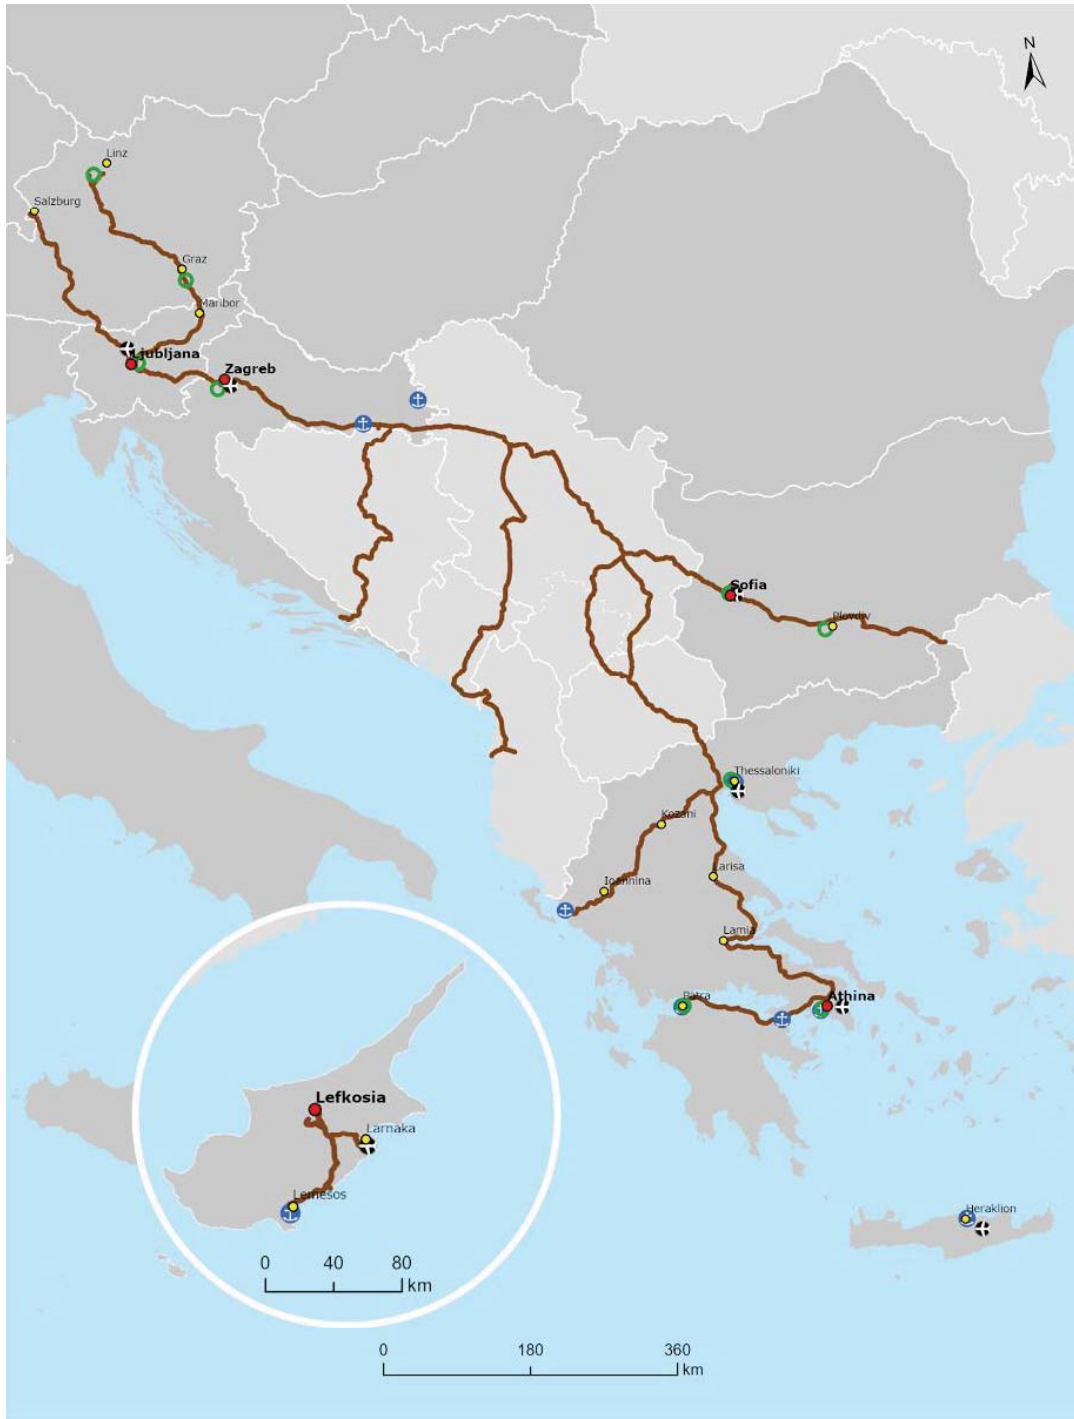 N
Linz
Salzburg
Graz
Maribor
Ljubljana
Zagreb
Sofia
Plovdiv
Thessaloniki
Kozani
Larisa
Ioannina
Lamia
Patra
Athina
Lefkosia
Larnaka
Lemesos
Heraklion
0 40 80
km
0 180 360
km